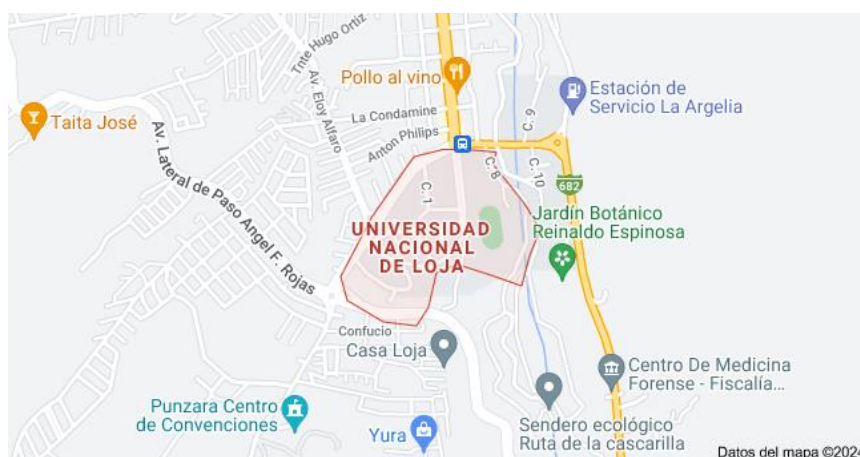 Tnte Hugo Ortiz
Av. Eloy Alfaro
Pollo al vino
Estación de
Servicio La Argelia
Taita José
La Condamine
Anton Philips
C. 9
C. 8
C. 10
C. 1
682
Av. Lateral de Paso Angel F. Rojas
UNIVERSIDAD
NACIONAL
DE LOJA
Jardín Botánico
Reinaldo Espinosa
Confucio
Casa Loja
Centro De Medicina
Forense - Fiscalía...
Punzara Centro
de Convenciones
Yura
Sendero ecológico
Ruta de la cascarilla
Datos del mapa ©2024